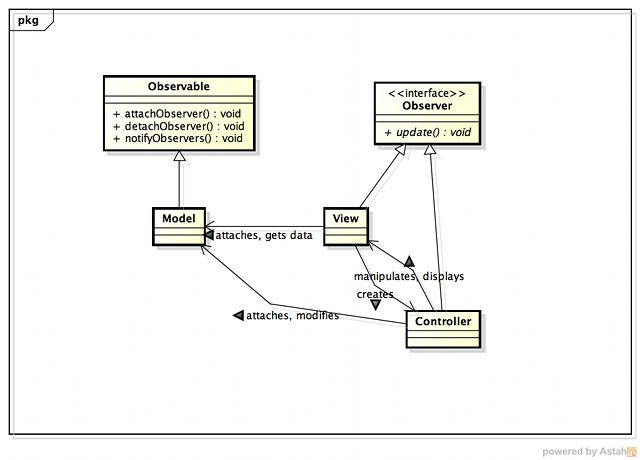 pkg
Observable
+ attachObserver() : void
+ detachObserver() : void
+ notifyObservers() : void
<<interface>>
Observer
+ update() : void
Model
View
attaches, gets data
manipulates, displays
creates
attaches, modifies
Controller
powered by Astah